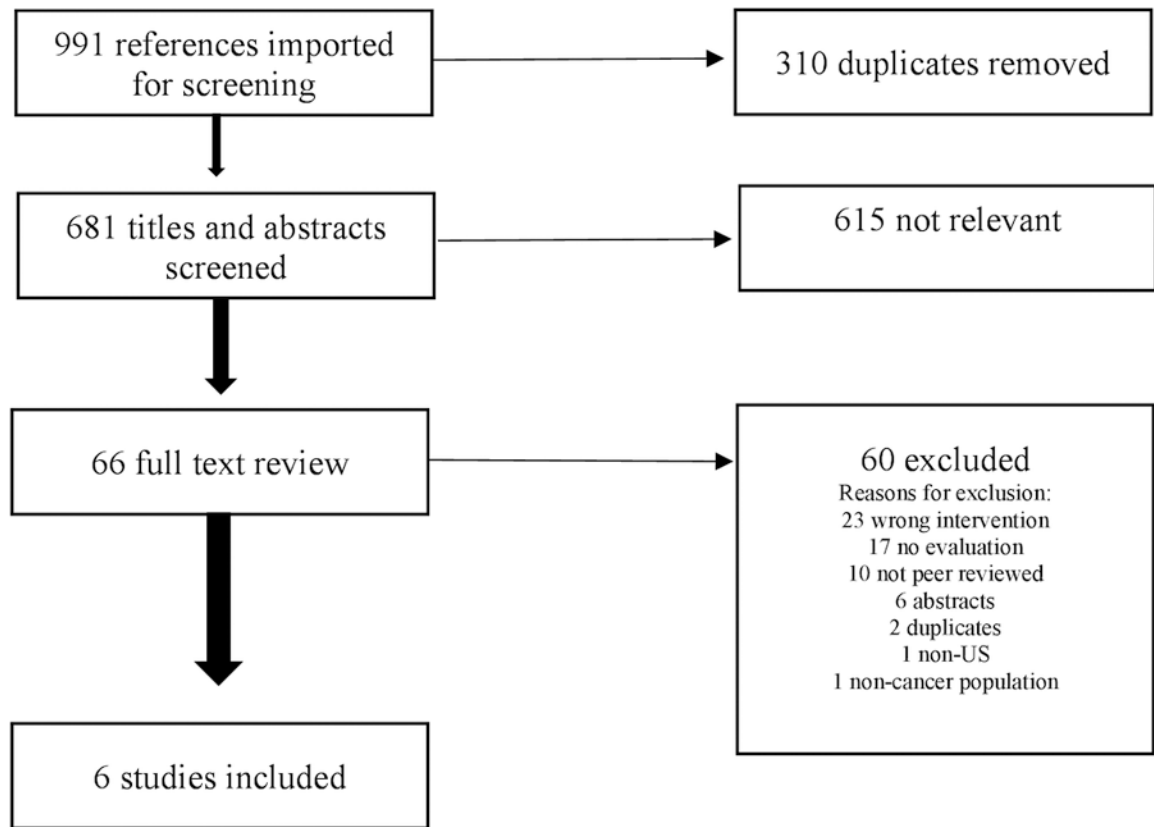 991 references imported
for screening
310 duplicates removed
681 titles and abstracts
screened
615 not relevant
66 full text review
60 excluded
Reasons for exclusion:
23 wrong intervention
17 no evaluation
10 not peer reviewed
6 abstracts
2 duplicates
1 non-US
1 non-cancer population
6 studies included